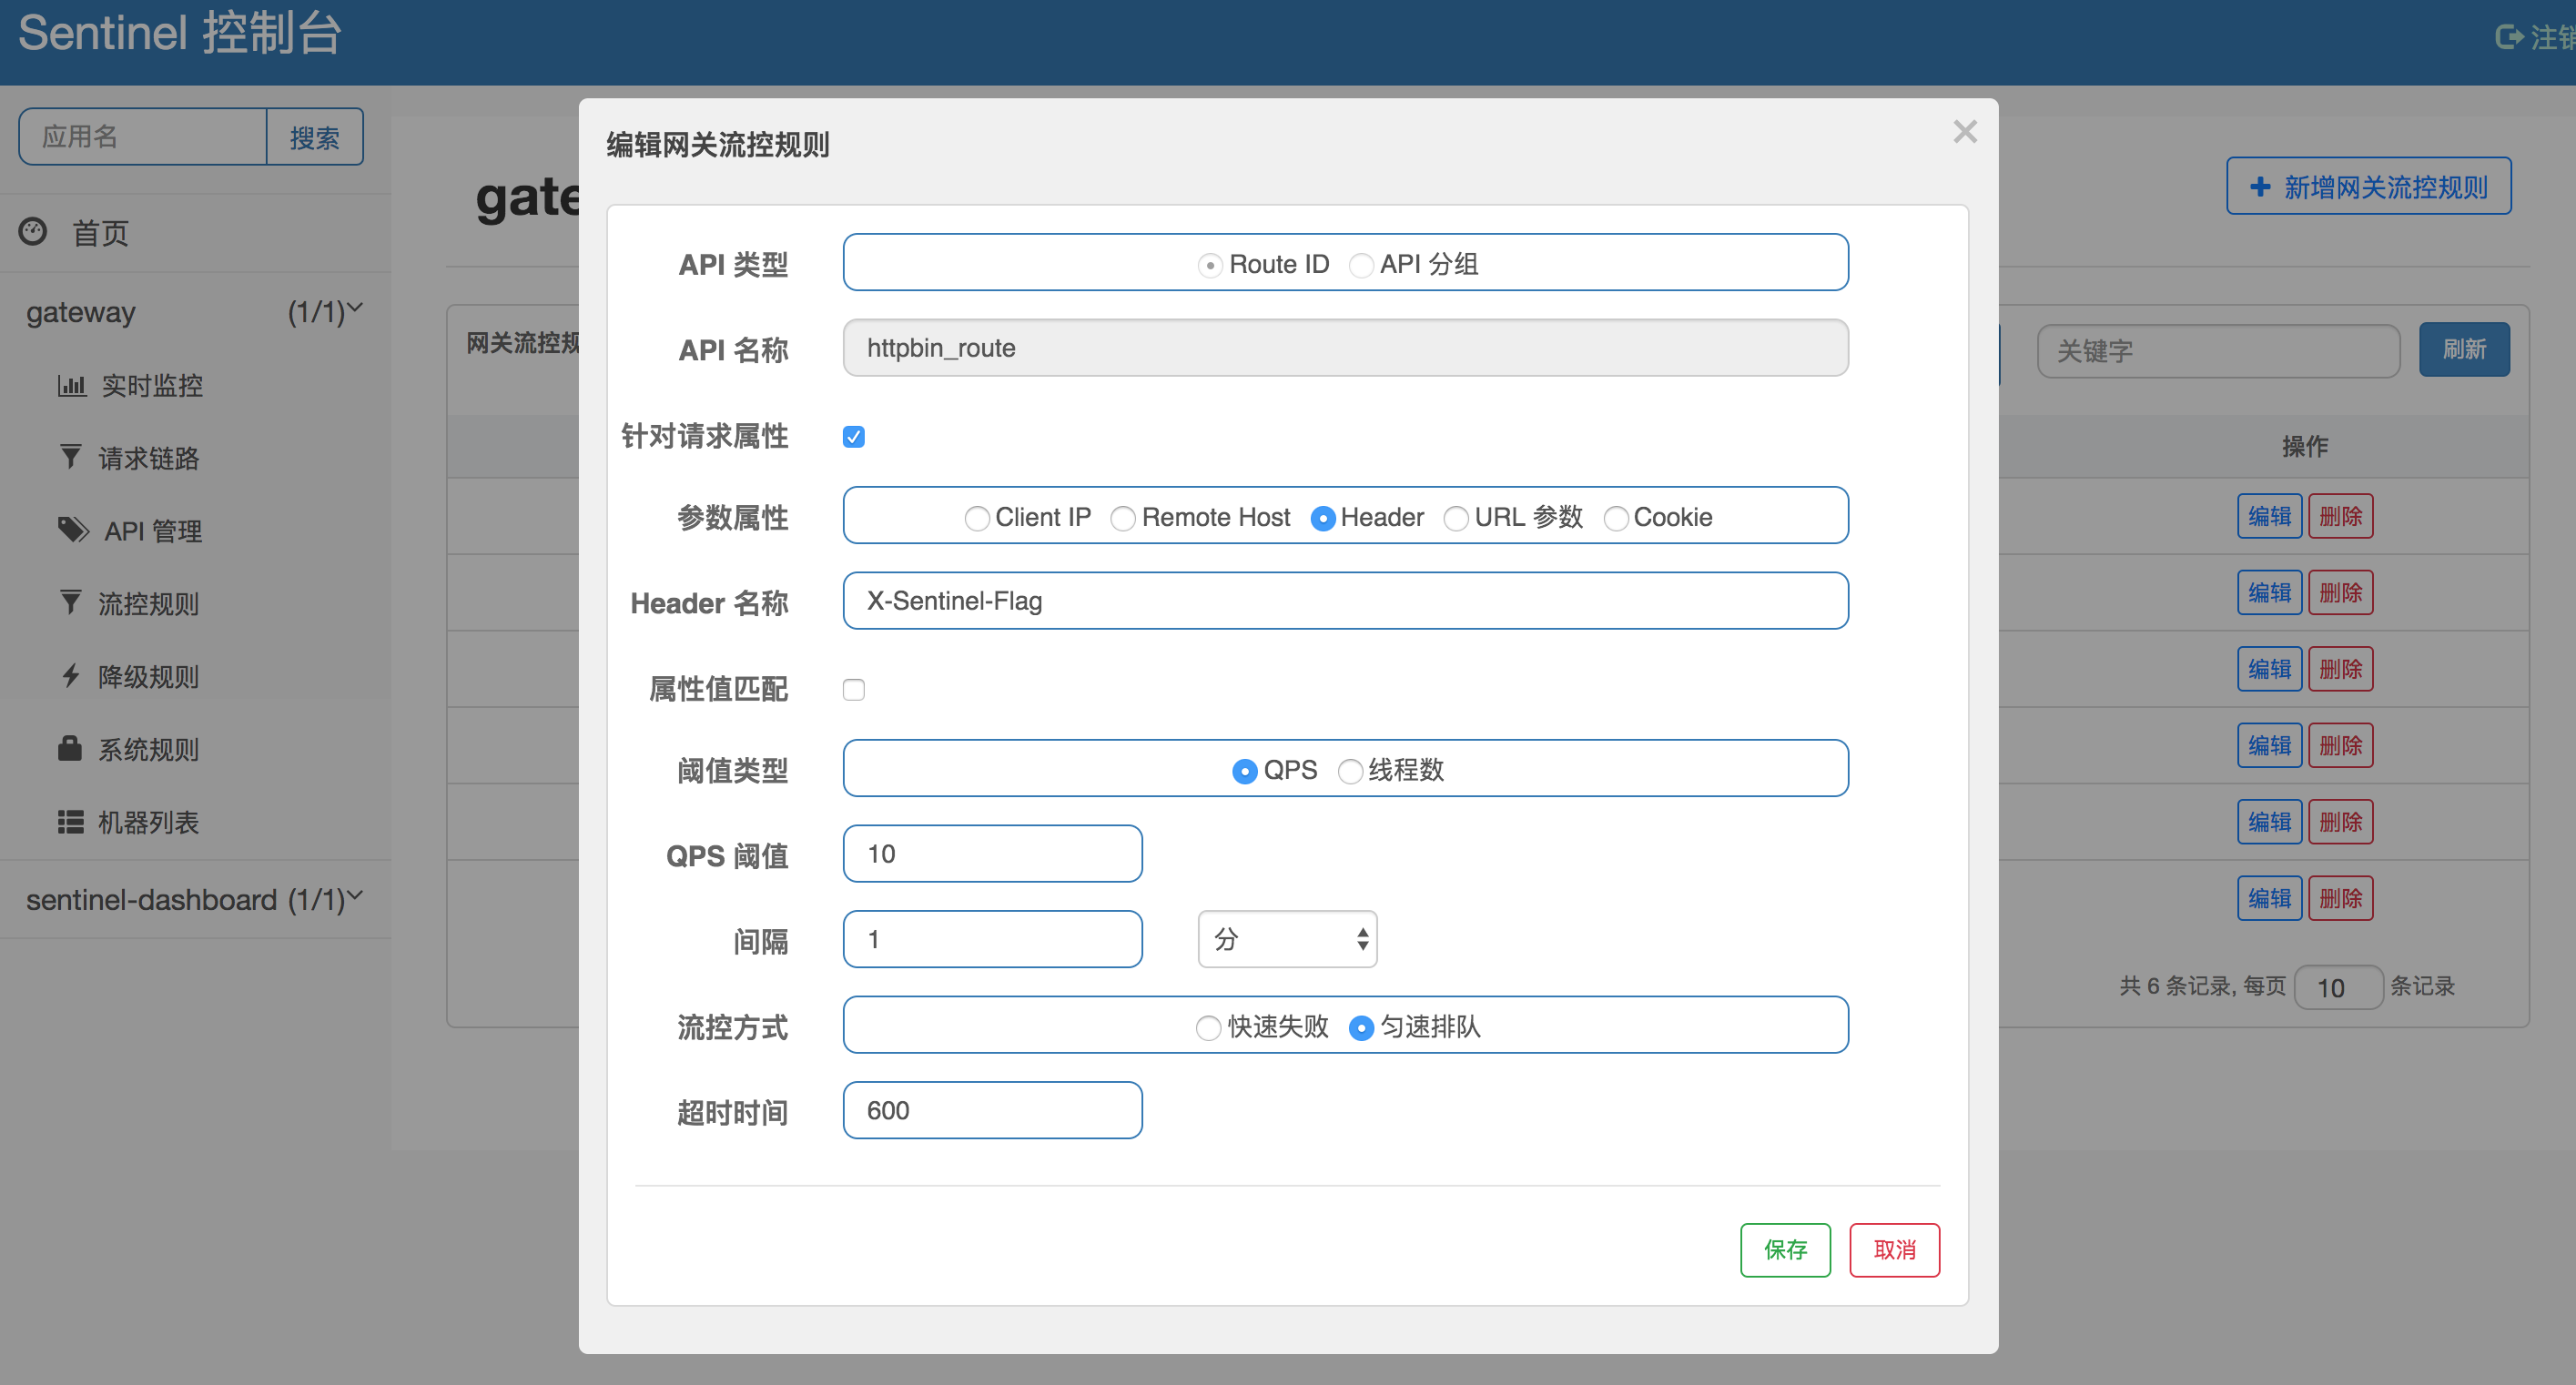 Sentinel 控制台
注销
应用名 搜索
首页
gateway (1/1)
实时监控
请求链路
API 管理
流控规则
降级规则
系统规则
机器列表
sentinel-dashboard (1/1)
gate
新增网关流控规则
网关流控规
关键字 刷新
操作
编辑 删除
编辑 删除
编辑 删除
编辑 删除
编辑 删除
编辑 删除
共 6 条记录, 每页 10 条记录
编辑网关流控规则
API 类型 Route ID API 分组
API 名称 httpbin_route
针对请求属性
参数属性 Client IP Remote Host Header URL 参数 Cookie
Header 名称 X-Sentinel-Flag
属性值匹配
阈值类型 QPS 线程数
QPS 阈值 10
间隔 1 分
流控方式 快速失败 匀速排队
超时时间 600
保存 取消